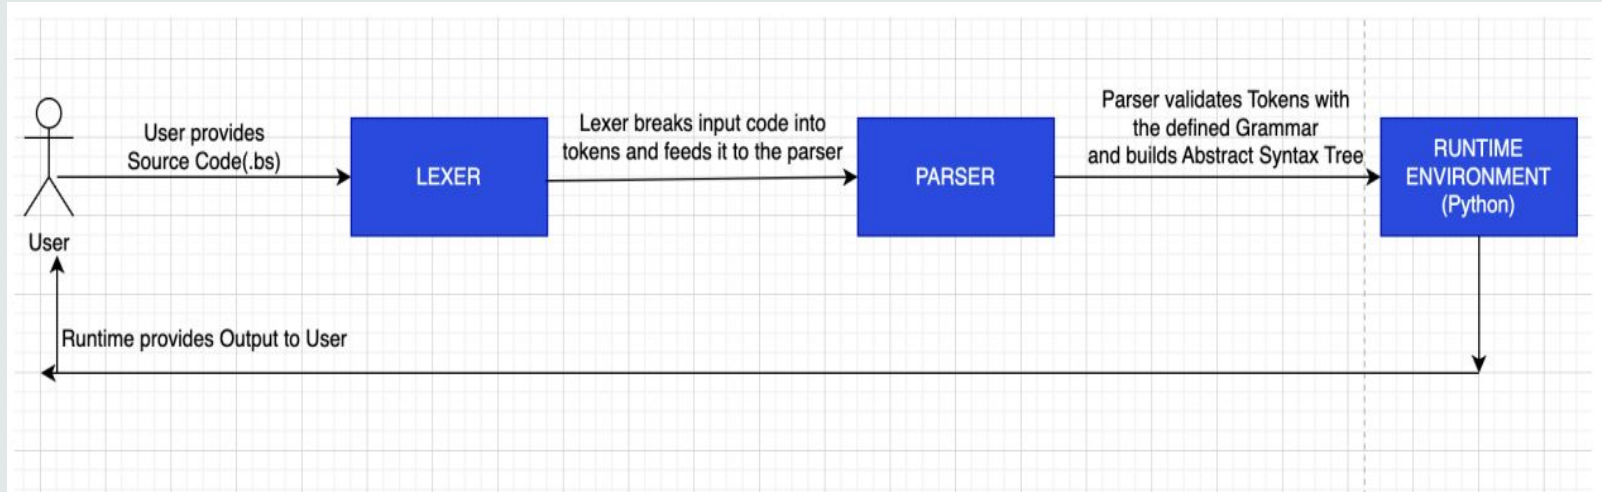 User provides
Source Code(.bs)
User
LEXER
Lexer breaks input code into
tokens and feeds it to the parser
PARSER
Parser validates Tokens with
the defined Grammar
and builds Abstract Syntax Tree
RUNTIME
ENVIRONMENT
(Python)
Runtime provides Output to User